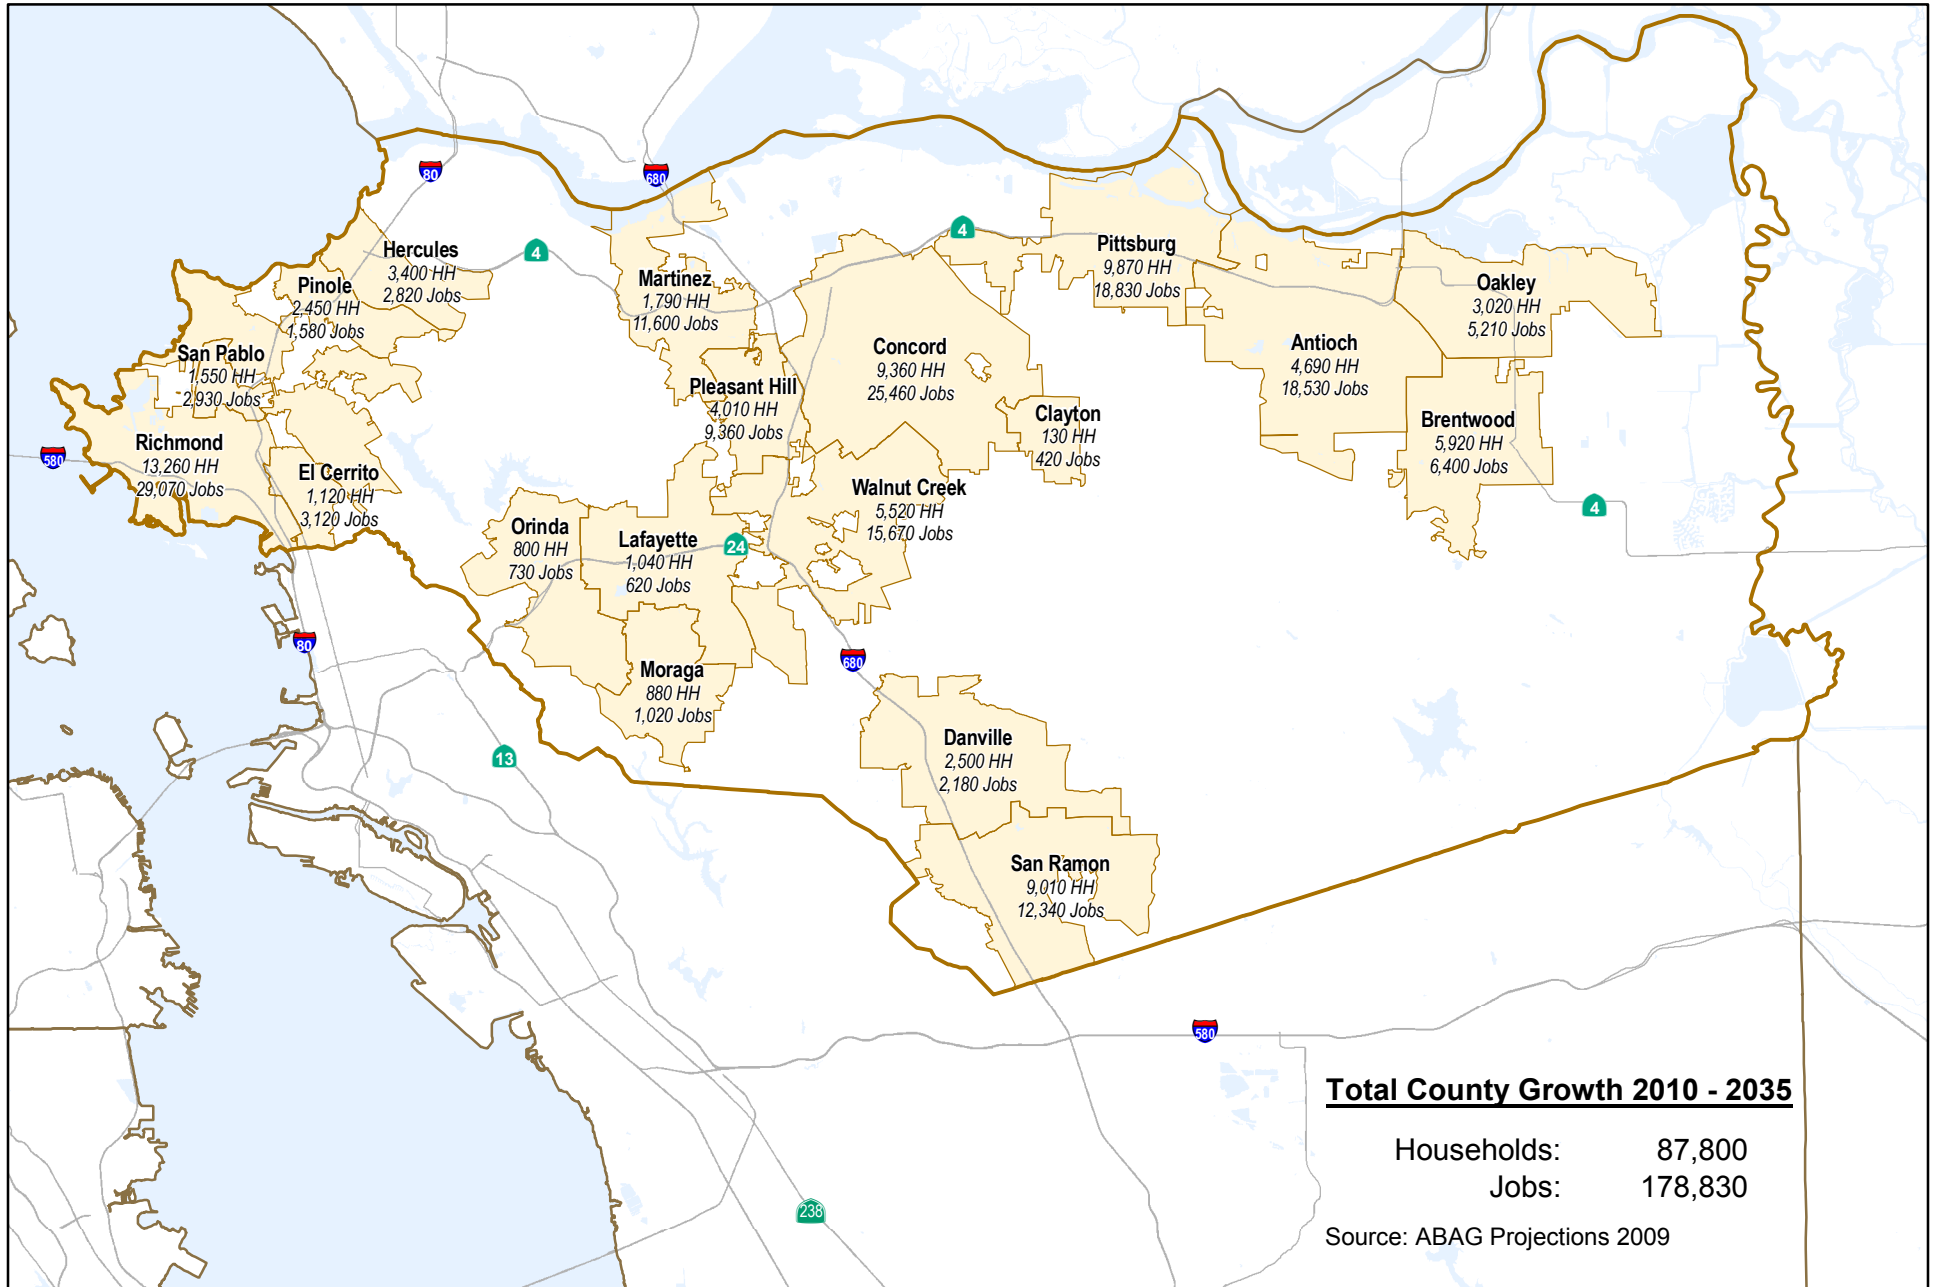 80
680
4
4
Hercules
3,400 HH
2,820 Jobs
Pinole
2,450 HH
1,580 Jobs
Martinez
1,790 HH
11,600 Jobs
Pittsburg
9,870 HH
18,830 Jobs
Oakley
3,020 HH
5,210 Jobs
San Pablo
1,550 HH
2,930 Jobs
Pleasant Hill
4,010 HH
9,360 Jobs
Concord
9,360 HH
25,460 Jobs
Antioch
4,690 HH
18,530 Jobs
Clayton
130 HH
420 Jobs
Brentwood
5,920 HH
6,400 Jobs
580
Richmond
13,260 HH
29,070 Jobs
El Cerrito
1,120 HH
3,120 Jobs
Walnut Creek
5,520 HH
15,670 Jobs
4
Orinda
800 HH
730 Jobs
Lafayette
1,040 HH
620 Jobs
24
80
680
Moraga
880 HH
1,020 Jobs
13
Danville
2,500 HH
2,180 Jobs
San Ramon
9,010 HH
12,340 Jobs
580
238
Total County Growth 2010 - 2035
Households: 87,800
Jobs: 178,830
Source: ABAG Projections 2009